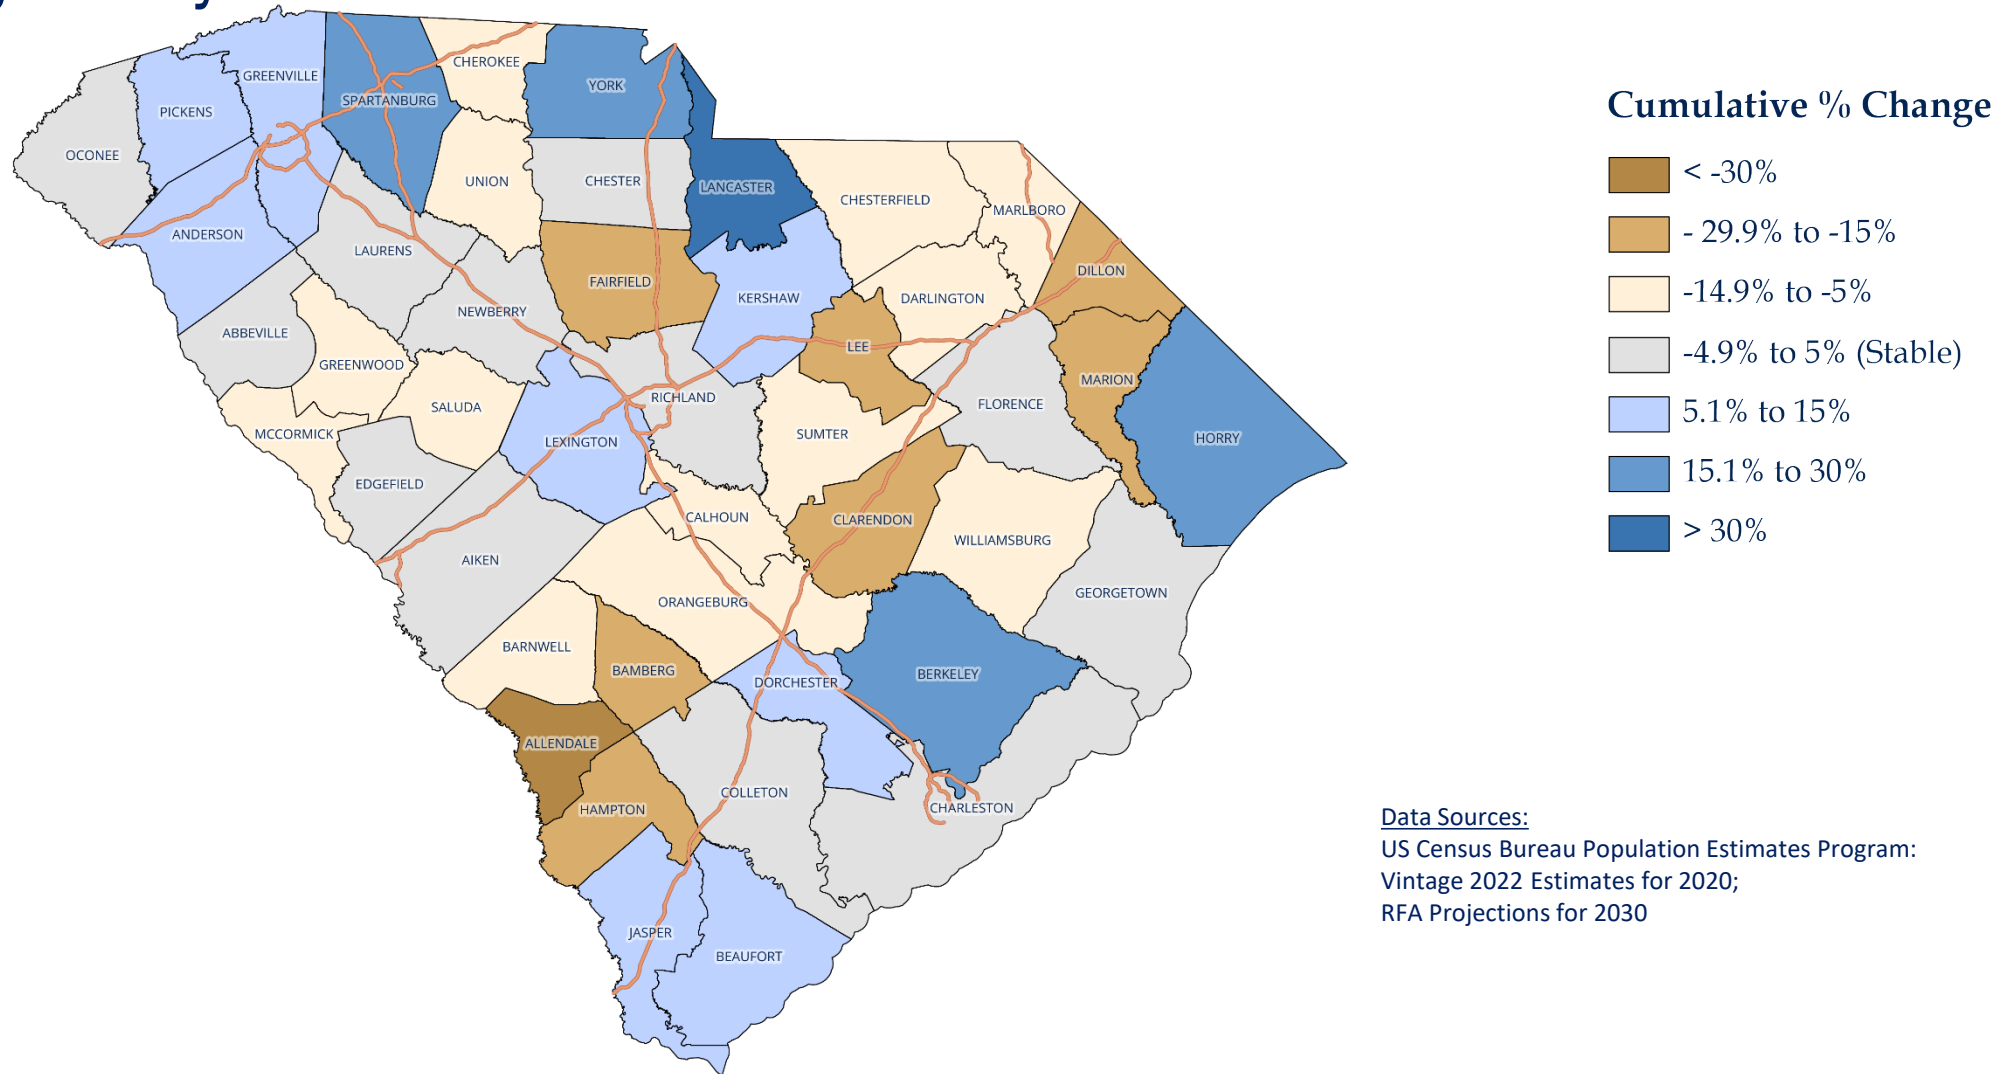 CHEROKEE
GREENVILLE
YORK
SPARTANBURG
PICKENS
OCONEE
UNION
CHESTER
LANCASTER
CHESTERFIELD
MARLBORO
ANDERSON
LAURENS
DILLON
FAIRFIELD
KERSHAW
DARLINGTON
NEWBERRY
ABBEVILLE
LEE
GREENWOOD
MARION
RICHLAND
SALUDA
FLORENCE
MCCORMICK
SUMTER
LEXINGTON
HORRY
EDGEFIELD
CALHOUN
CLARENDON
WILLIAMSBURG
AIKEN
GEORGETOWN
ORANGEBURG
BARNWELL
BAMBERG
BERKELEY
DORCHESTER
ALLENDALE
COLLETON
HAMPTON
CHARLESTON
JASPER
BEAUFORT
Cumulative % Change
< -30%
- 29.9% to -15%
-14.9% to -5%
-4.9% to 5% (Stable)
5.1% to 15%
15.1% to 30%
> 30%
Data Sources:
US Census Bureau Population Estimates Program:
Vintage 2022 Estimates for 2020;
RFA Projections for 2030